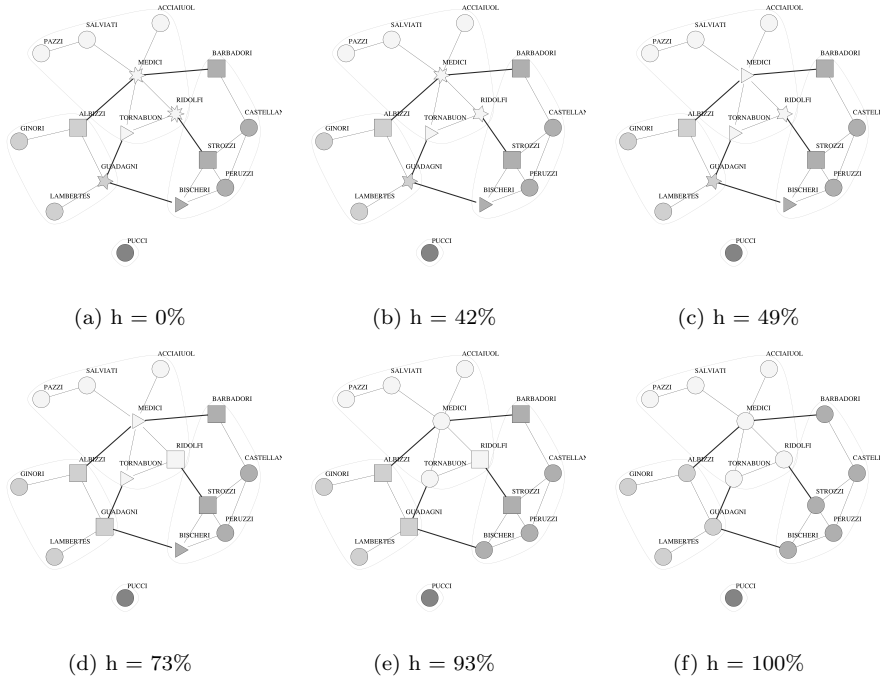 ACCIAIUOL
SALVIATI
PAZZI
BARBADORI
MEDICI
RIDOLFI
ALBIZZI
TORNABUON
CASTELLAN
GINORI
STROZZI
GUADAGNI
PERUZZI
BISCHERI
LAMBERTES
PUCCI
(a) h = 0%
ACCIAIUOL
SALVIATI
PAZZI
BARBADORI
MEDICI
RIDOLFI
ALBIZZI
TORNABUON
CASTELLAN
GINORI
STROZZI
GUADAGNI
PERUZZI
BISCHERI
LAMBERTES
PUCCI
(b) h = 42%
ACCIAIUOL
SALVIATI
PAZZI
BARBADORI
MEDICI
RIDOLFI
ALBIZZI
TORNABUON
CASTELL
GINORI
STROZZI
GUADAGNI
PERUZZI
BISCHERI
LAMBERTES
PUCCI
(c) h = 49%
ACCIAIUOL
SALVIATI
PAZZI
BARBADORI
MEDICI
RIDOLFI
ALBIZZI
TORNABUON
CASTELLAN
GINORI
STROZZI
GUADAGNI
PERUZZI
BISCHERI
LAMBERTES
PUCCI
(d) h = 73%
ACCIAIUOL
SALVIATI
PAZZI
BARBADORI
MEDICI
RIDOLFI
ALBIZZI
TORNABUON
CASTELLAN
GINORI
STROZZI
GUADAGNI
PERUZZI
BISCHERI
LAMBERTES
PUCCI
(e) h = 93%
ACCIAIUOL
SALVIATI
PAZZI
BARBADORI
MEDICI
RIDOLFI
ALBIZZI
TORNABUON
CASTELL
GINORI
STROZZI
GUADAGNI
PERUZZI
BISCHERI
LAMBERTES
PUCCI
(f) h = 100%